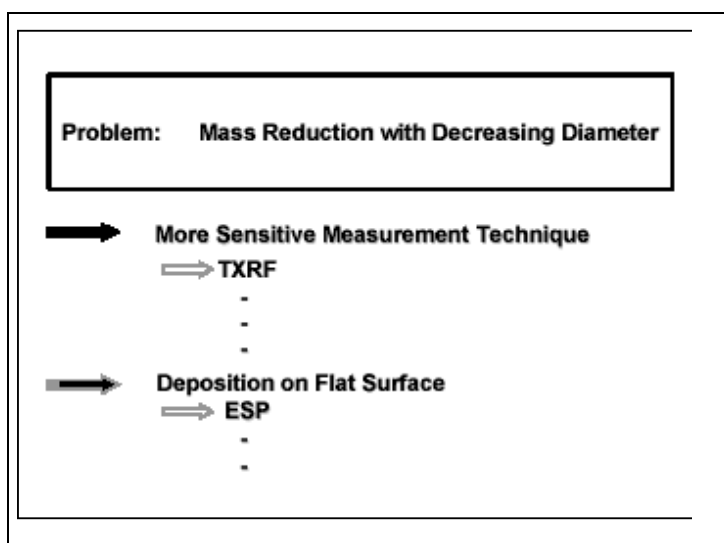 Problem: Mass Reduction with Decreasing Diameter
More Sensitive Measurement Technique
TXRF
-
-
-
Deposition on Flat Surface
ESP
-
-